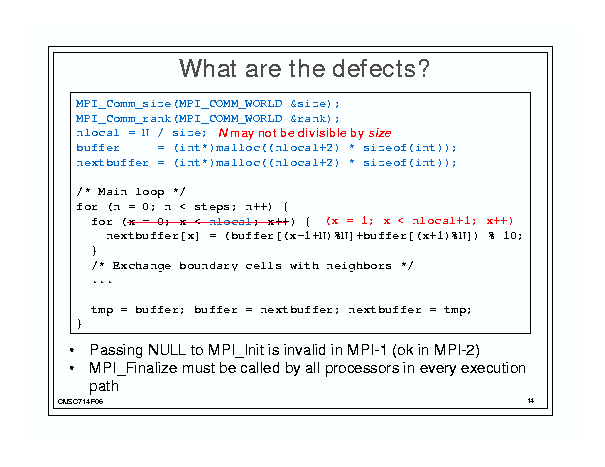 What are the defects?
MPI_Comm_size(MPI_COMM_WORLD &size);
MPI_Comm_rank(MPI_COMM_WORLD &rank);
nlocal = N / size; N may not be divisible by size
buffer = (int*)malloc((nlocal+2) * sizeof(int));
nextbuffer = (int*)malloc((nlocal+2) * sizeof(int));
/* Main loop */
for (n = 0; n < steps; n++) {
for (x = 0; x < nlocal; x++) { (x = 1; x < nlocal+1; x++)
nextbuffer[x] = (buffer[(x-1+N)%N]+buffer[(x+1)%N]) % 10;
}
/* Exchange boundary cells with neighbors */
...
tmp = buffer; buffer = nextbuffer; nextbuffer = tmp;
}
• Passing NULL to MPI_Init is invalid in MPI-1 (ok in MPI-2)
• MPI_Finalize must be called by all processors in every execution
path
CMSC714F06 14